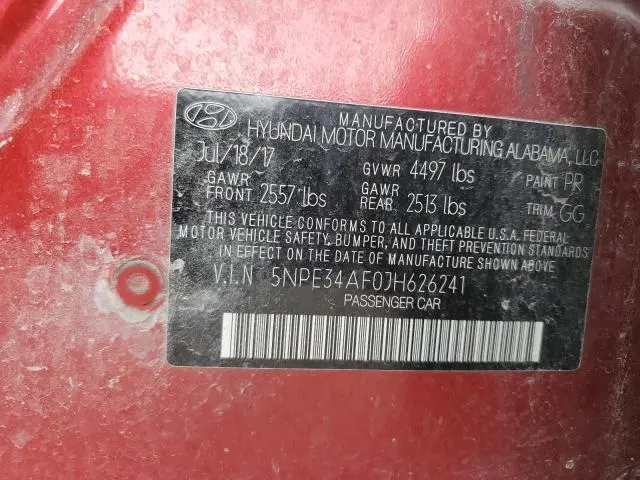 MANUFACTURED BY
HYUNDAI MOTOR MANUFACTURING ALABAMA, LLC
Jul/18/17 GVWR 4497 lbs PAINT PR
GAWR FRONT 2557 lbs GAWR REAR 2513 lbs TRIM GG
THIS VEHICLE CONFORMS TO ALL APPLICABLE U.S.A. FEDERAL
MOTOR VEHICLE SAFETY, BUMPER, AND THEFT PREVENTION STANDARDS
IN EFFECT ON THE DATE OF MANUFACTURE SHOWN ABOVE
V.I.N 5NPE34AF0JH626241
PASSENGER CAR